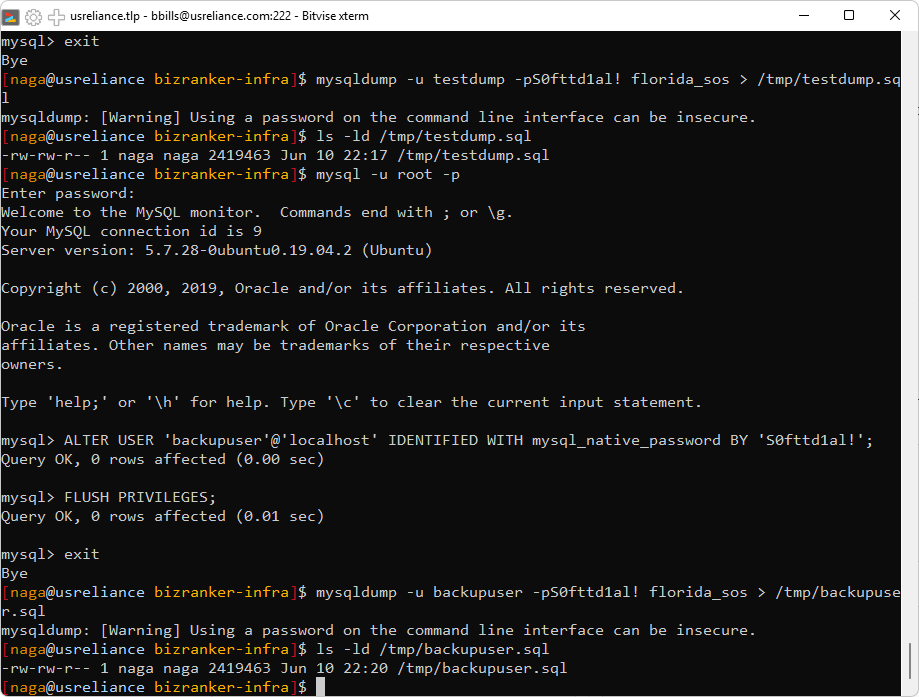 usreliance.tlp - bbills@usreliance.com:222 - Bitvise xterm
mysql> exit
Bye
[naga@usreliance bizranker-infra]$ mysqldump -u testdump -pS0fttd1al! florida_sos > /tmp/testdump.sq
l
mysqldump: [Warning] Using a password on the command line interface can be insecure.
[naga@usreliance bizranker-infra]$ ls -ld /tmp/testdump.sql
-rw-rw-r-- 1 naga naga 2419463 Jun 10 22:17 /tmp/testdump.sql
[naga@usreliance bizranker-infra]$ mysql -u root -p
Enter password:
Welcome to the MySQL monitor.  Commands end with ; or \g.
Your MySQL connection id is 9
Server version: 5.7.28-0ubuntu0.19.04.2 (Ubuntu)
Copyright (c) 2000, 2019, Oracle and/or its affiliates. All rights reserved.
Oracle is a registered trademark of Oracle Corporation and/or its
affiliates. Other names may be trademarks of their respective
owners.
Type 'help;' or '\h' for help. Type '\c' to clear the current input statement.
mysql> ALTER USER 'backupuser'@'localhost' IDENTIFIED WITH mysql_native_password BY 'S0fttd1al!';
Query OK, 0 rows affected (0.00 sec)
mysql> FLUSH PRIVILEGES;
Query OK, 0 rows affected (0.01 sec)
mysql> exit
Bye
[naga@usreliance bizranker-infra]$ mysqldump -u backupuser -pS0fttd1al! florida_sos > /tmp/backupuse
r.sql
mysqldump: [Warning] Using a password on the command line interface can be insecure.
[naga@usreliance bizranker-infra]$ ls -ld /tmp/backupuser.sql
-rw-rw-r-- 1 naga naga 2419463 Jun 10 22:20 /tmp/backupuser.sql
[naga@usreliance bizranker-infra]$